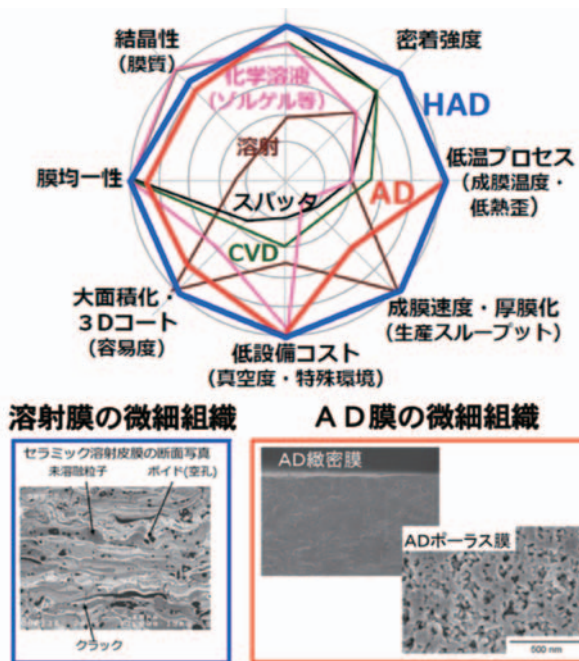 結晶性
(膜質)
密着強度
化学溶液
(ゾルゲル等)
HAD
溶射
低温プロセス
(成膜温度・
低熱歪)
膜均一性
AD
スパッタ
CVD
大面積化・
3Dコート
(容易度)
成膜速度・厚膜化
(生産スループット)
低設備コスト
(真空度・特殊環境)
溶射膜の微細組織
AD膜の微細組織
セラミック溶射皮膜の断面写真
未溶融粒子
ボイド(空孔)
クラック
AD緻密膜
ADポーラス膜
500 nm